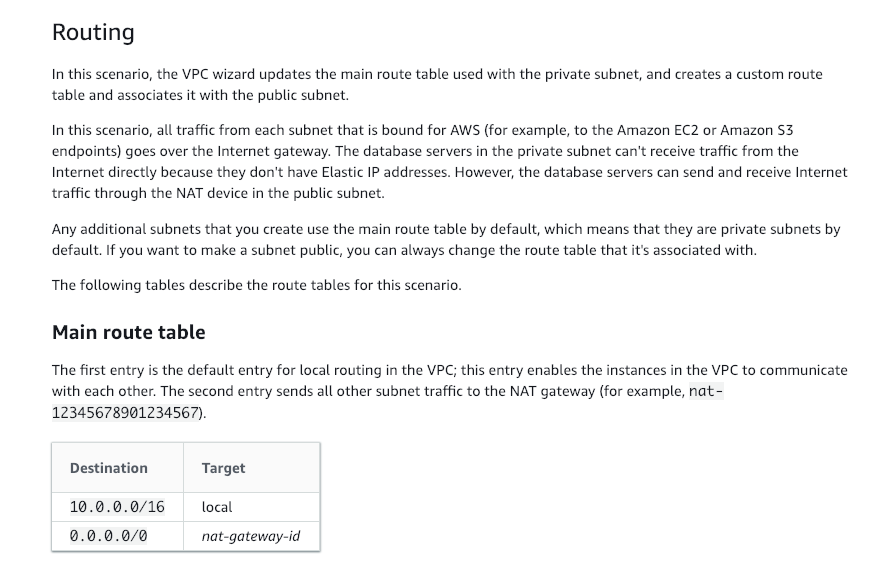 Routing
In this scenario, the VPC wizard updates the main route table used with the private subnet, and creates a custom route
table and associates it with the public subnet.
In this scenario, all traffic from each subnet that is bound for AWS (for example, to the Amazon EC2 or Amazon S3
endpoints) goes over the Internet gateway. The database servers in the private subnet can't receive traffic from the
Internet directly because they don't have Elastic IP addresses. However, the database servers can send and receive Internet
traffic through the NAT device in the public subnet.
Any additional subnets that you create use the main route table by default, which means that they are private subnets by
default. If you want to make a subnet public, you can always change the route table that it's associated with.
The following tables describe the route tables for this scenario.
Main route table
The first entry is the default entry for local routing in the VPC; this entry enables the instances in the VPC to communicate
with each other. The second entry sends all other subnet traffic to the NAT gateway (for example, nat-
12345678901234567).
Destination Target
10.0.0.0/16 local
0.0.0.0/0 nat-gateway-id